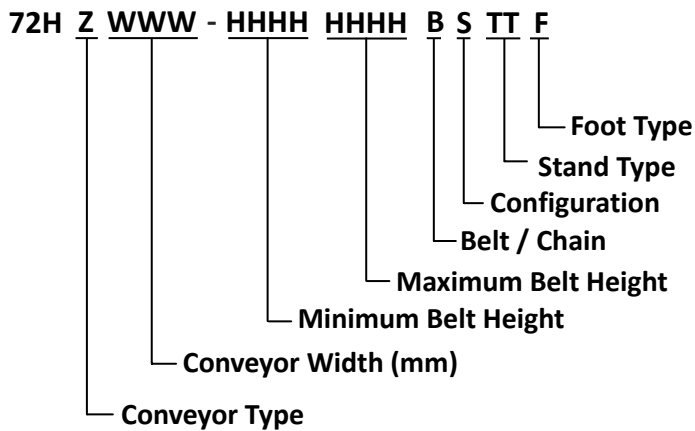 72H Z WWW - HHHH HHHH B S TT F
Foot Type
Stand Type
Configuration
Belt / Chain
Maximum Belt Height
Minimum Belt Height
Conveyor Width (mm)
Conveyor Type